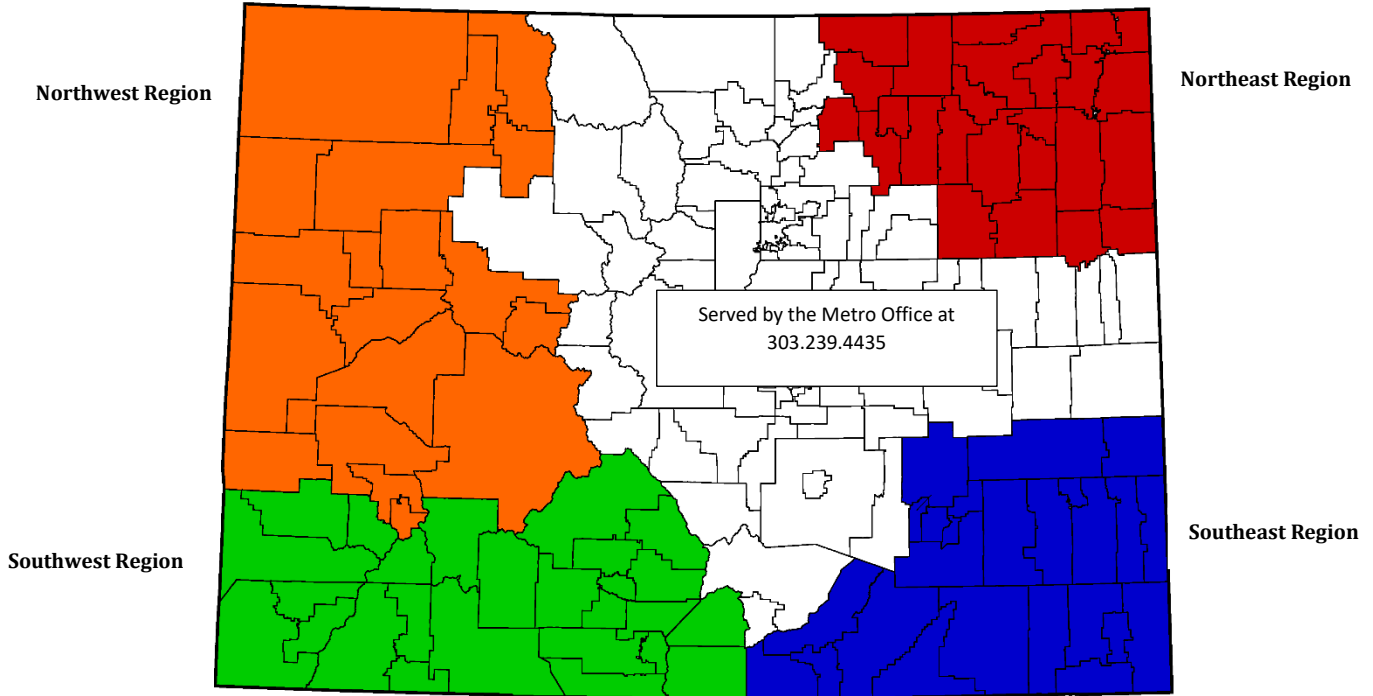 Northwest Region
Northeast Region
Served by the Metro Office at
303.239.4435
Southwest Region
Southeast Region